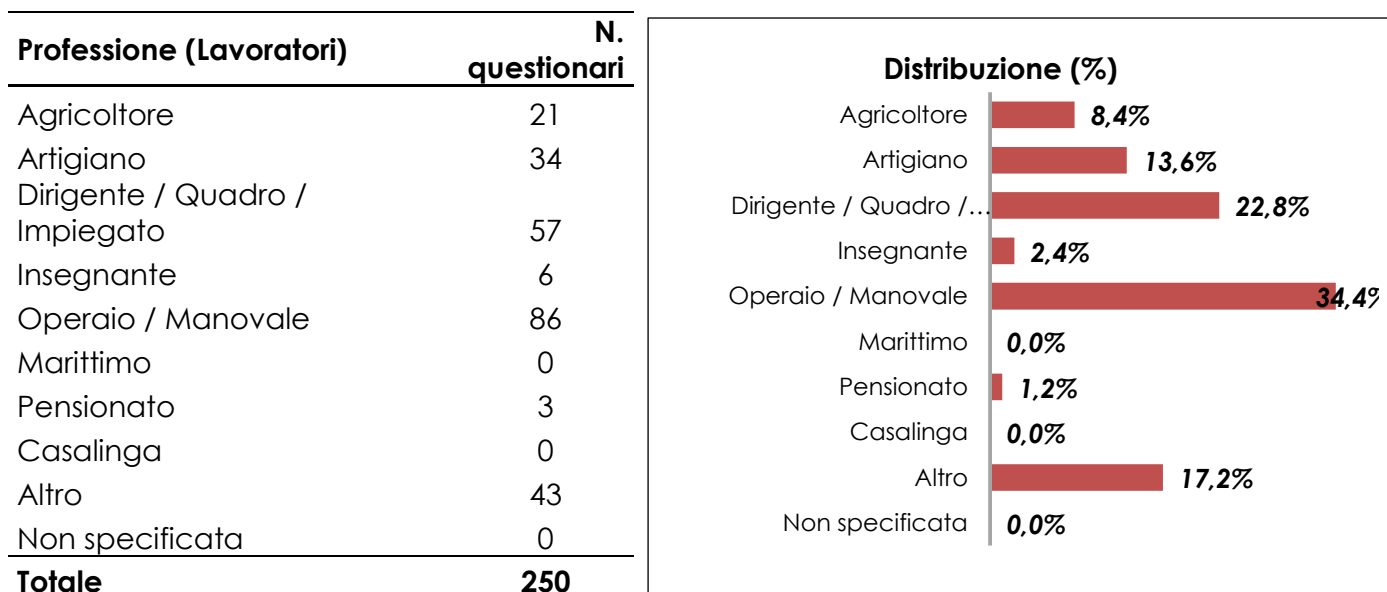 Professione (Lavoratori) N.
questionari
Agricoltore 21
Artigiano 34
Dirigente / Quadro /
Impiegato 57
Insegnante 6
Operaio / Manovale 86
Marittimo 0
Pensionato 3
Casalinga 0
Altro 43
Non specificata 0
Totale 250
Distribuzione (%)
Agricoltore 8,4%
Artigiano 13,6%
Dirigente / Quadro /... 22,8%
Insegnante 2,4%
Operaio / Manovale 34,4%
Marittimo 0,0%
Pensionato 1,2%
Casalinga 0,0%
Altro 17,2%
Non specificata 0,0%